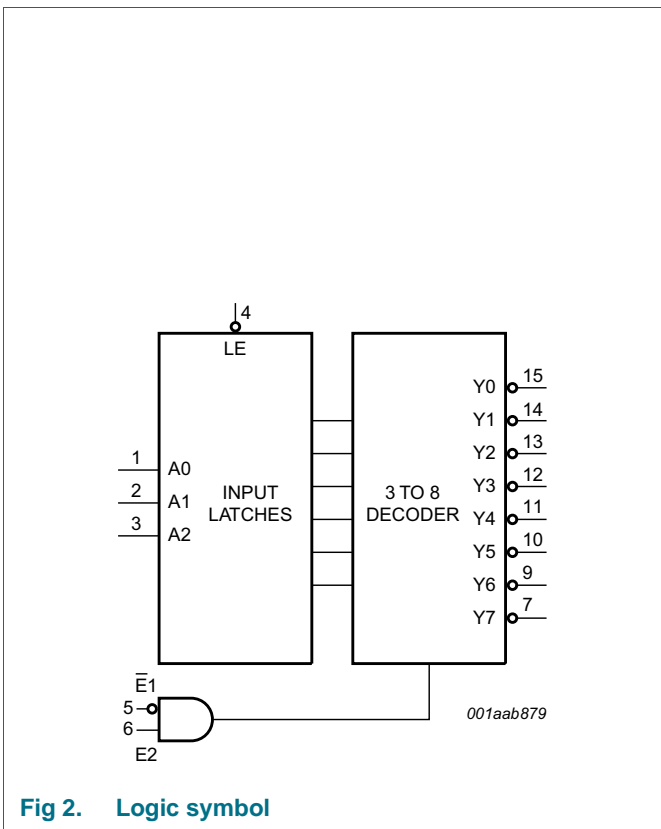 4
LE
Y0 15
Y1 14
Y2 13
1 A0
Y3 12
2 A1
INPUT
LATCHES
3 TO 8
DECODER
Y4 11
3 A2
Y5 10
Y6 9
Y7 7
E̅1
5
6
E2
001aab879
Fig 2. Logic symbol